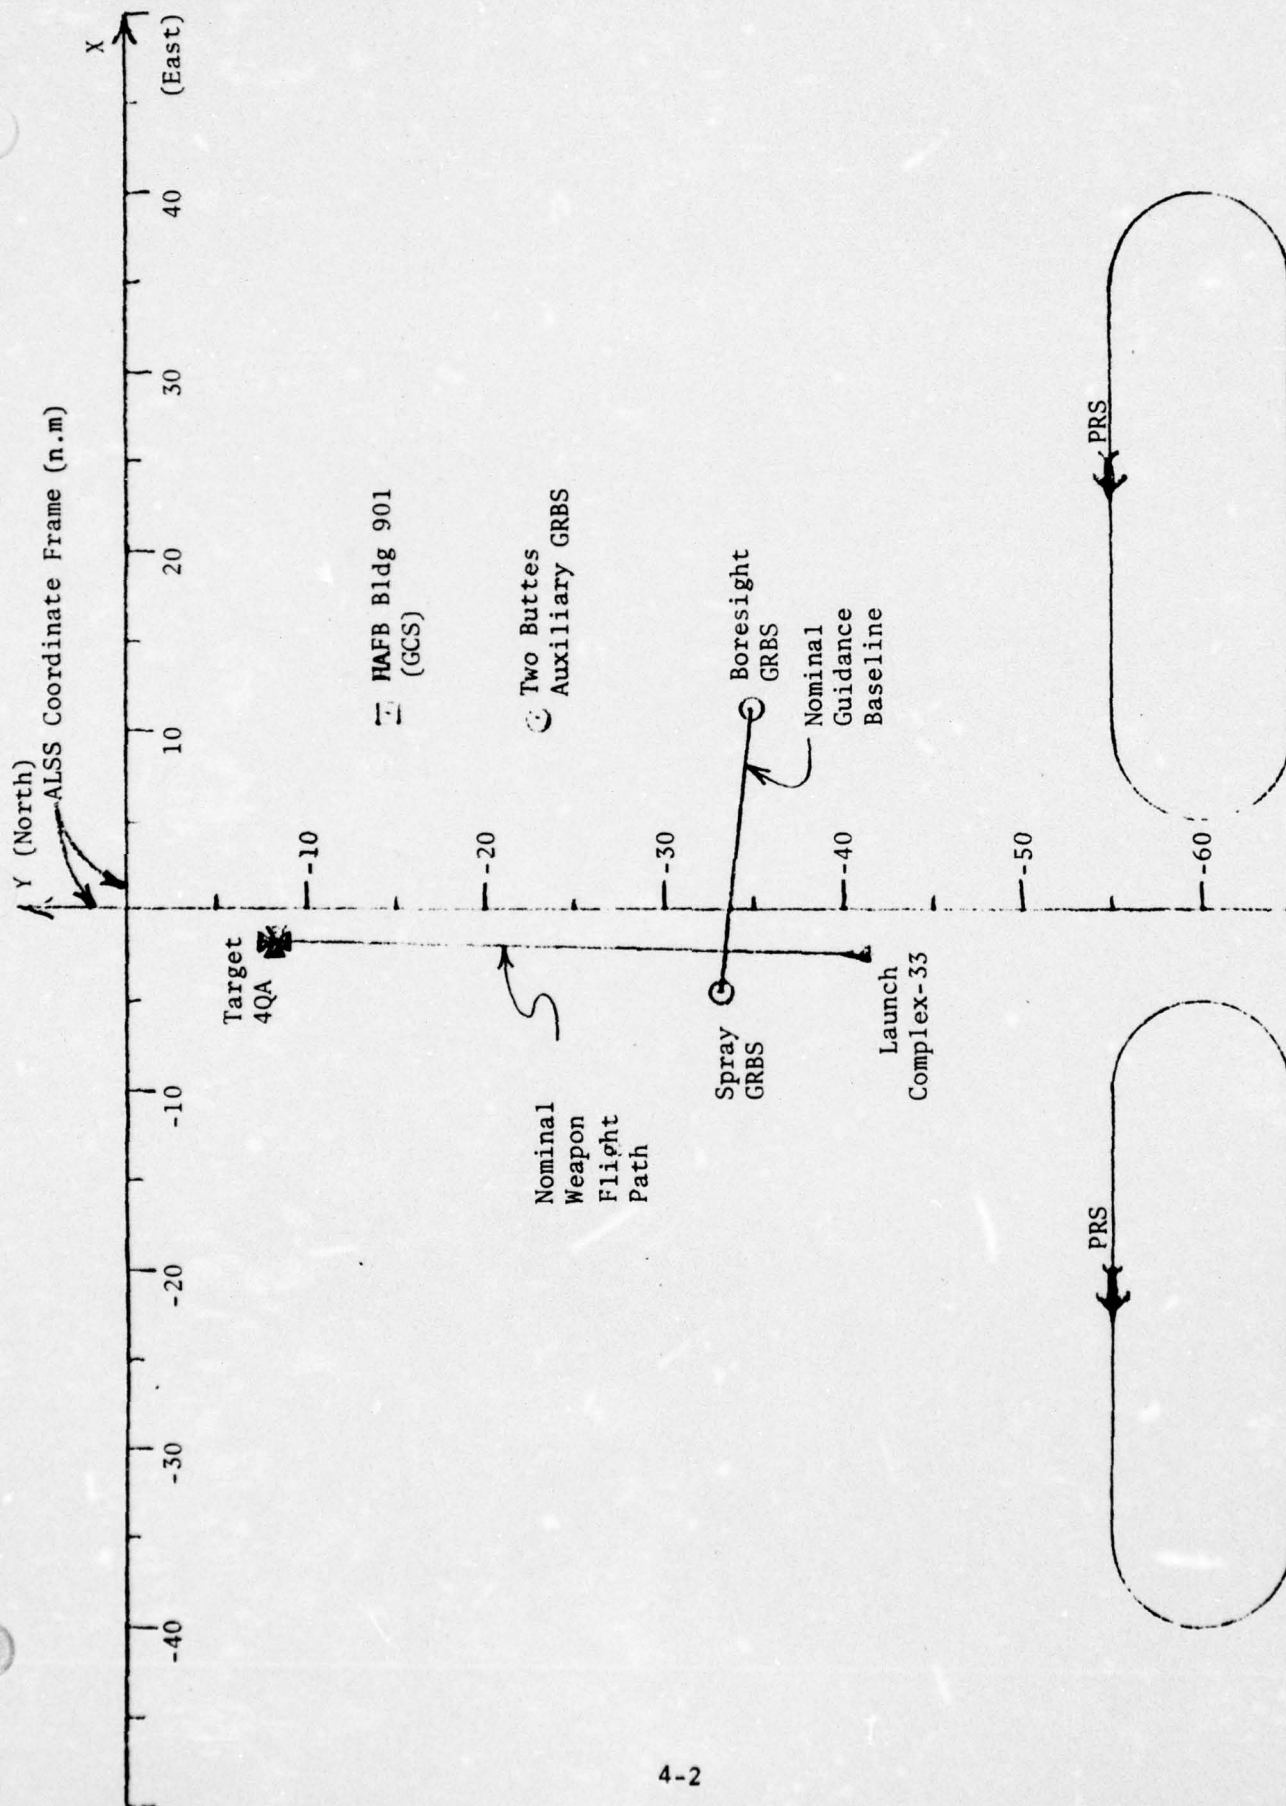 Y (North)
ALSS Coordinate Frame (n.m)
X
(East)
-40
-30
-20
-10
10
20
30
40
Target
4QA
-10
HAFB Bldg 901
(GCS)
-20
Two Buttes
Auxiliary GRBS
Nominal
Weapon
Flight
Path
-30
Spray
GRBS
Boresight
GRBS
Nominal
Guidance
Baseline
-40
Launch
Complex-33
-50
PRS
PRS
-60
4-2